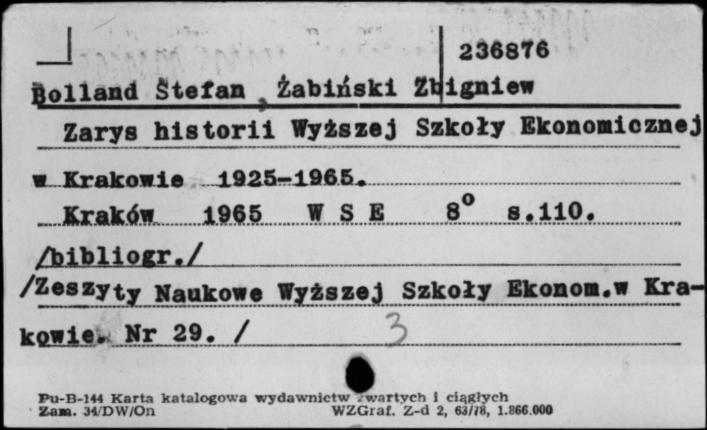 236876
Bolland Stefan, Żabiński Zbigniew
Zarys historii Wyższej Szkoły Ekonomicznej
w Krakowie 1925-1965.
Kraków 1965 W S E 8° s.110.
/bibliogr./
/Zeszyty Naukowe Wyższej Szkoły Ekonom.w Kra-
kowie. Nr 29. / 3
Pu-B-144 Karta katalogowa wydawnictw zwartych i ciągłych
Zam. 34/DW/On WZGraf. Z-d 2, 63/78, 1.866.000